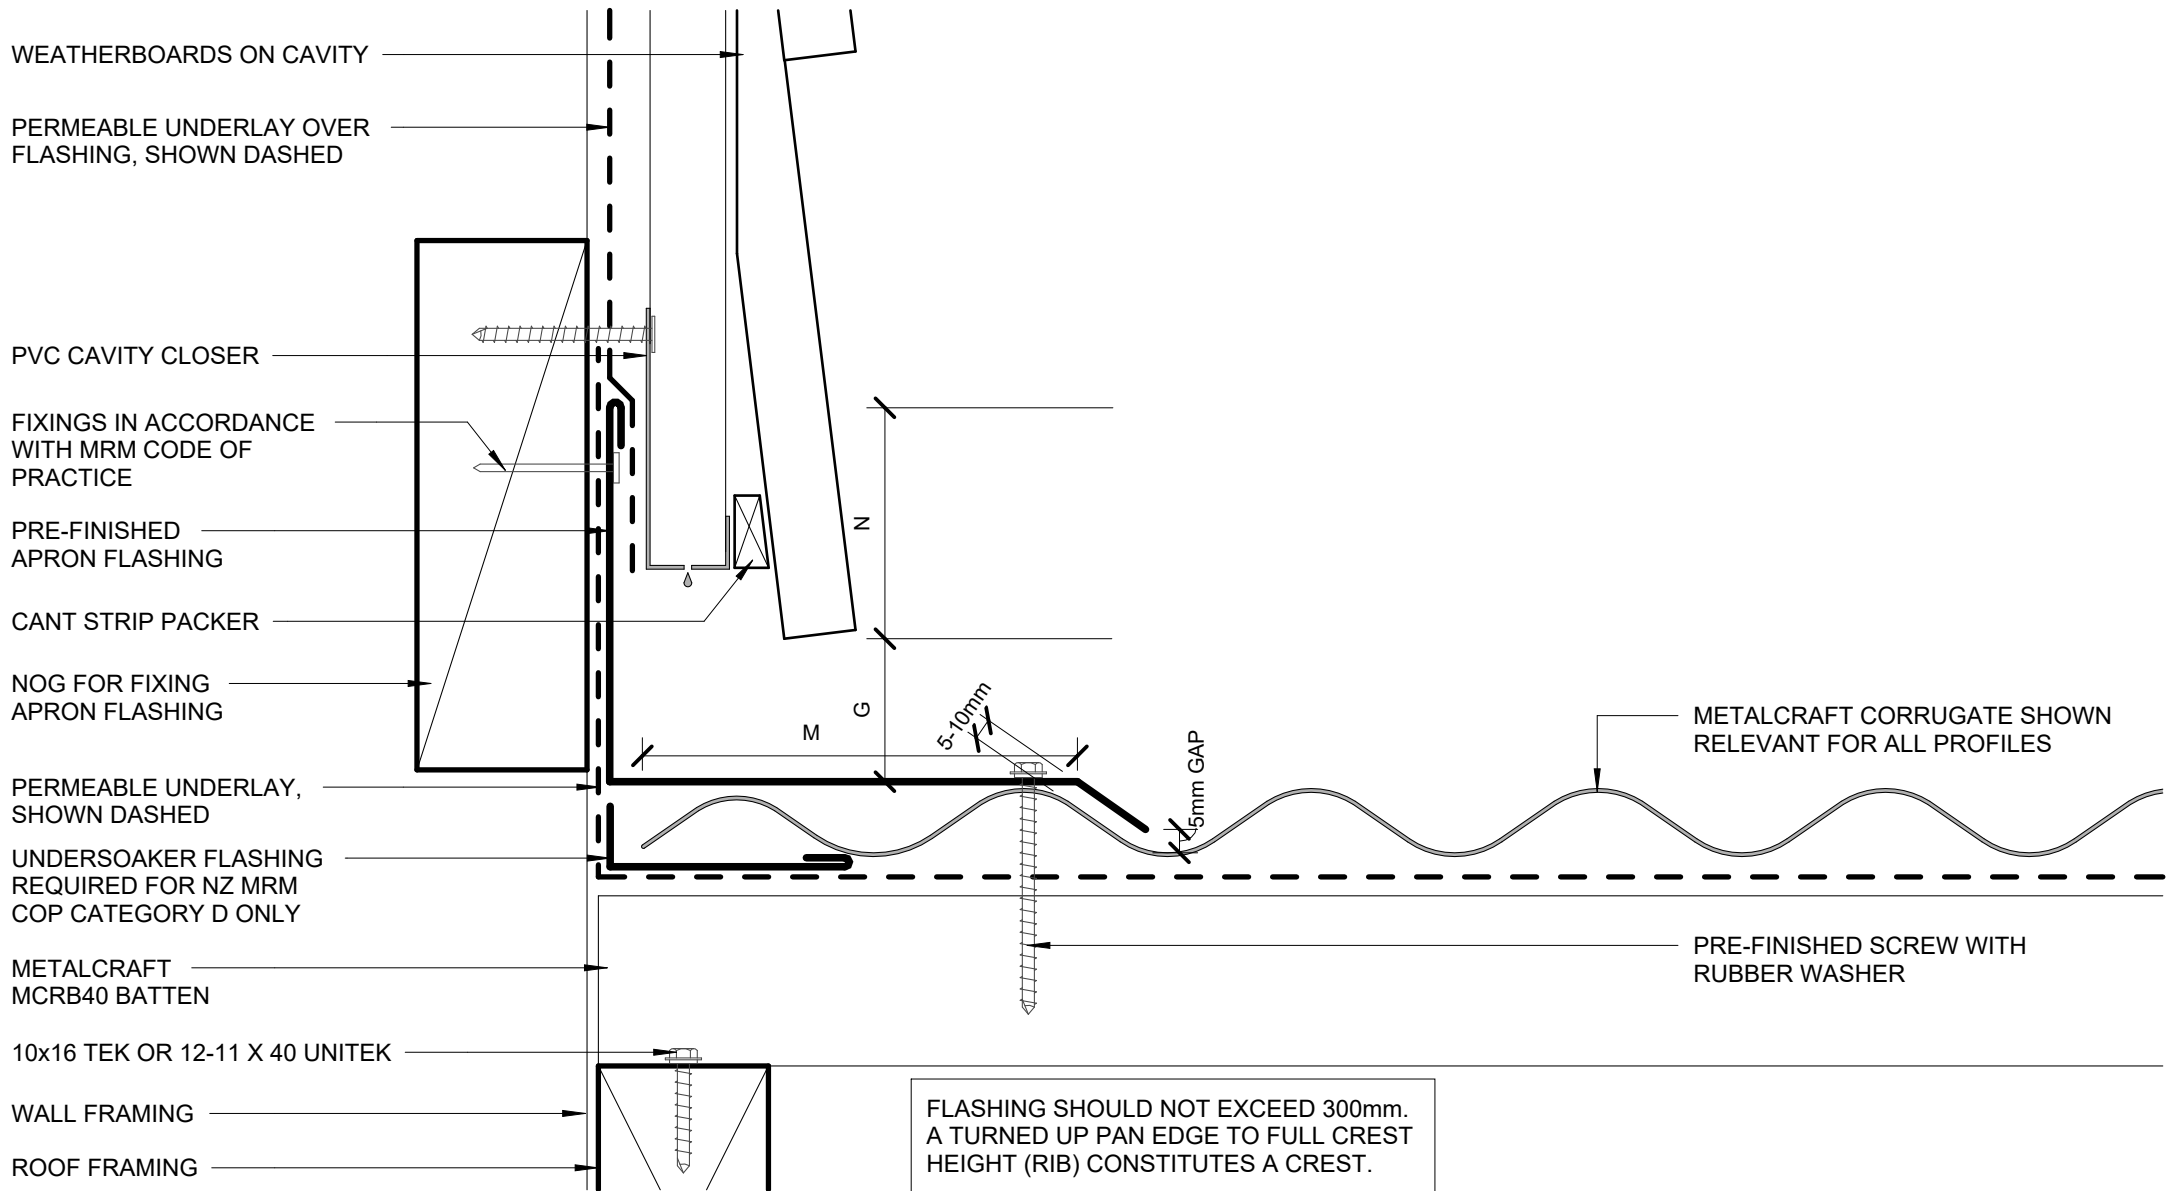 WEATHERBOARDS ON CAVITY
PERMEABLE UNDERLAY OVER
FLASHING, SHOWN DASHED
PVC CAVITY CLOSER
FIXINGS IN ACCORDANCE
WITH MRM CODE OF
PRACTICE
PRE-FINISHED
APRON FLASHING
CANT STRIP PACKER
NOG FOR FIXING
APRON FLASHING
PERMEABLE UNDERLAY,
SHOWN DASHED
UNDERSOAKER FLASHING
REQUIRED FOR NZ MRM
COP CATEGORY D ONLY
METALCRAFT
MCRB40 BATTEN
10x16 TEK OR 12-11 X 40 UNITEK
WALL FRAMING
ROOF FRAMING
N
G
M
5-10mm
5mm GAP
METALCRAFT CORRUGATE SHOWN
RELEVANT FOR ALL PROFILES
PRE-FINISHED SCREW WITH
RUBBER WASHER
FLASHING SHOULD NOT EXCEED 300mm.
A TURNED UP PAN EDGE TO FULL CREST
HEIGHT (RIB) CONSTITUTES A CREST.